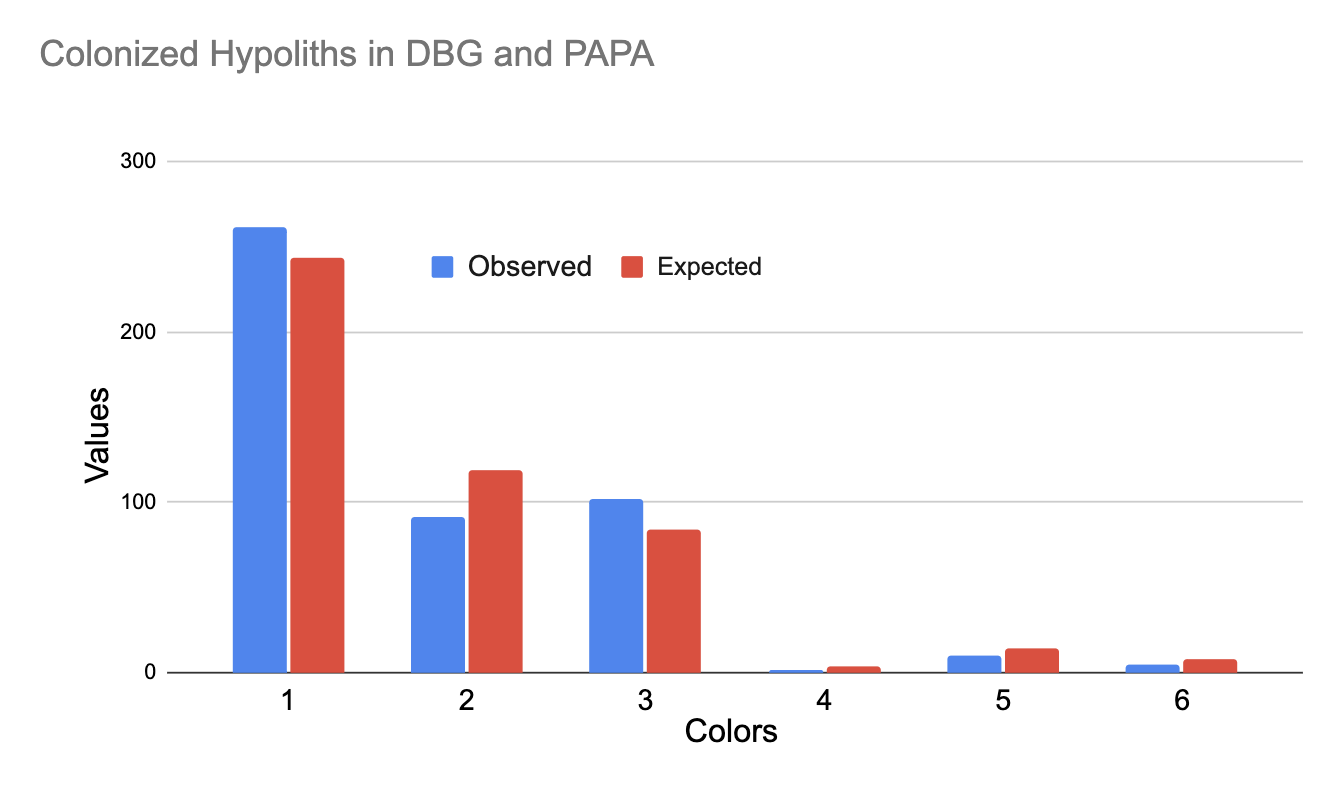 Colonized Hypoliths in DBG and PAPA
300
Observed Expected
200
Values
100
0
1 2 3 4 5 6
Colors